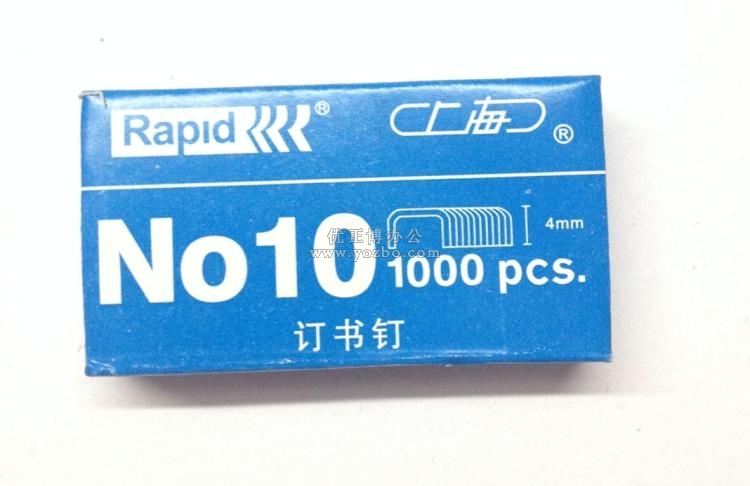 Rapid ® 上海 ®
No10 4mm
1000 pcs.
订书钉
优正博办公
www.yozbo.com